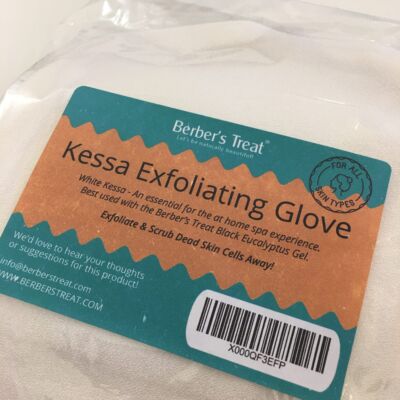 Berber's Treat®
Let's be naturally beautiful!
Kessa Exfoliating Glove
FOR ALL
SKIN TYPES
White Kessa - An essential for the at home spa experience.
Best used with the Berber's Treat Black Eucalyptus Gel.
Exfoliate & Scrub Dead Skin Cells Away!
We'd love to hear your thoughts
or suggestions for this product!
info@berberstreat.com
WWW.BERBERSTREAT.COM
X000QF3EFP